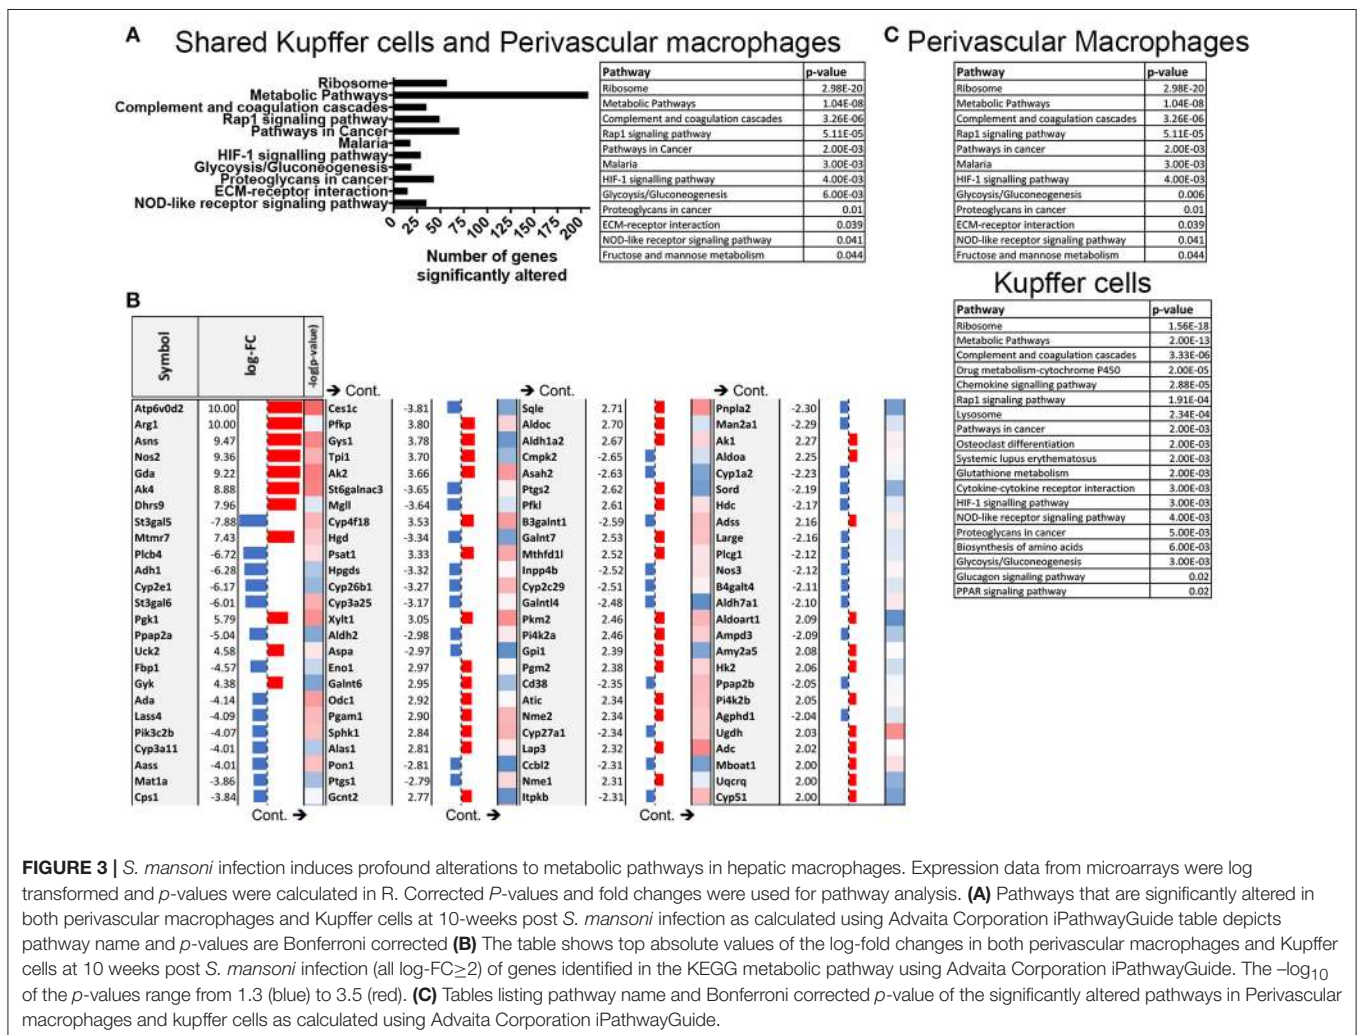 A
Shared Kupffer cells and Perivascular macrophages
Ribosome
Metabolic Pathways
Complement and coagulation cascades
Rap1 signaling pathway
Pathways in Cancer
Malaria
HIF-1 signalling pathway
Glycoysis/Gluconeogenesis
Proteoglycans in cancer
ECM-receptor interaction
NOD-like receptor signaling pathway
0 25 50 75 100 125 150 175 200
Number of genes
significantly altered
Pathway p-value
Ribosome 2.98E-20
Metabolic Pathways 1.04E-08
Complement and coagulation cascades 3.26E-06
Rap1 signaling pathway 5.11E-05
Pathways in Cancer 2.00E-03
Malaria 3.00E-03
HIF-1 signalling pathway 4.00E-03
Glycoysis/Gluconeogenesis 6.00E-03
Proteoglycans in cancer 0.01
ECM-receptor interaction 0.039
NOD-like receptor signaling pathway 0.041
Fructose and mannose metabolism 0.044
C
Perivascular Macrophages
Pathway p-value
Ribosome 2.98E-20
Metabolic Pathways 1.04E-08
Complement and coagulation cascades 3.26E-06
Rap1 signaling pathway 5.11E-05
Pathways in cancer 2.00E-03
Malaria 3.00E-03
HIF-1 signalling pathway 4.00E-03
Glycoysis/Gluconeogenesis 0.006
Proteoglycans in cancer 0.01
ECM-receptor interaction 0.039
NOD-like receptor signaling pathway 0.041
Fructose and mannose metabolism 0.044
Kupffer cells
Pathway p-value
Ribosome 1.56E-18
Metabolic Pathways 2.00E-13
Complement and coagulation cascades 3.33E-06
Drug metabolism-cytochrome P450 2.00E-05
Chemokine signalling pathway 2.88E-05
Rap1 signaling pathway 1.91E-04
Lysosome 2.34E-04
Pathways in cancer 2.00E-03
Osteoclast differentiation 2.00E-03
Systemic lupus erythematosus 2.00E-03
Glutathione metabolism 2.00E-03
Cytokine-cytokine receptor interaction 3.00E-03
HIF-1 signalling pathway 3.00E-03
NOD-like receptor signaling pathway 4.00E-03
Proteoglycans in cancer 5.00E-03
Biosynthesis of amino acids 6.00E-03
Glycoysis/Gluconeogenesis 3.00E-03
Glucagon signaling pathway 0.02
PPAR signaling pathway 0.02
B
Symbol log-FC -log(p-value)
Atp6v0d2 10.00
Arg1 10.00
Asns 9.47
Nos2 9.36
Gda 9.22
Ak4 8.88
Dhrs9 7.96
St3gal5 -7.88
Mtmr7 7.43
Plcb4 -6.72
Adh1 -6.28
Cyp2e1 -6.17
St3gal6 -6.01
Pgk1 5.79
Ppap2a -5.04
Uck2 4.58
Fbp1 -4.57
Gyk 4.38
Ada -4.14
Lass4 -4.09
Pik3c2b -4.07
Cyp3a11 -4.01
Aass -4.01
Mat1a -3.86
Cps1 -3.84
Cont. ➔
➔ Cont.
Ces1c -3.81
Pfkp 3.80
Gys1 3.78
Tpi1 3.70
Ak2 3.66
St6galnac3 -3.65
Mgll -3.64
Cyp4f18 3.53
Hgd -3.34
Psat1 3.33
Hpgds -3.32
Cyp26b1 -3.27
Cyp3a25 -3.17
Xylt1 3.05
Aldh2 -2.98
Aspa -2.97
Eno1 2.97
Galnt6 2.95
Odc1 2.92
Pgam1 2.90
Sphk1 2.84
Alas1 2.81
Pon1 -2.81
Ptgs1 -2.79
Gcnt2 2.77
Cont. ➔
➔ Cont.
Sqle 2.71
Aldoc 2.70
Aldh1a2 2.67
Cmpk2 -2.65
Asah2 -2.63
Ptgs2 2.62
Pfkl 2.61
B3galnt1 -2.59
Galnt7 2.53
Mthfd1l 2.52
Inpp4b -2.52
Cyp2c29 -2.51
Galntl4 -2.48
Pkm2 2.46
Pi4k2a 2.46
Gpi1 2.39
Pgm2 2.38
Cd38 -2.35
Atic 2.34
Nme2 2.34
Cyp27a1 -2.34
Lap3 2.32
Ccbl2 -2.31
Nme1 2.31
Itpkb -2.31
Cont. ➔
➔ Cont.
Pnpla2 -2.30
Man2a1 -2.29
Ak1 2.27
Aldoa 2.25
Cyp1a2 -2.23
Sord -2.19
Hdc -2.17
Adss 2.16
Large -2.16
Plcg1 -2.12
Nos3 -2.12
B4galt4 -2.11
Aldh7a1 -2.10
Aldoart1 2.09
Ampd3 -2.09
Amy2a5 2.08
Hk2 2.06
Ppap2b -2.05
Pi4k2b 2.05
Agphd1 -2.04
Ugdh 2.03
Adc 2.02
Mboat1 2.00
Uqcrq 2.00
Cyp51 2.00
FIGURE 3 | S. mansoni infection induces profound alterations to metabolic pathways in hepatic macrophages. Expression data from microarrays were log
transformed and p-values were calculated in R. Corrected P-values and fold changes were used for pathway analysis. (A) Pathways that are significantly altered in
both perivascular macrophages and Kupffer cells at 10-weeks post S. mansoni infection as calculated using Advaita Corporation iPathwayGuide table depicts
pathway name and p-values are Bonferroni corrected (B) The table shows top absolute values of the log-fold changes in both perivascular macrophages and Kupffer
cells at 10 weeks post S. mansoni infection (all log-FC≥2) of genes identified in the KEGG metabolic pathway using Advaita Corporation iPathwayGuide. The –log10
of the p-values range from 1.3 (blue) to 3.5 (red). (C) Tables listing pathway name and Bonferroni corrected p-value of the significantly altered pathways in Perivascular
macrophages and kupffer cells as calculated using Advaita Corporation iPathwayGuide.